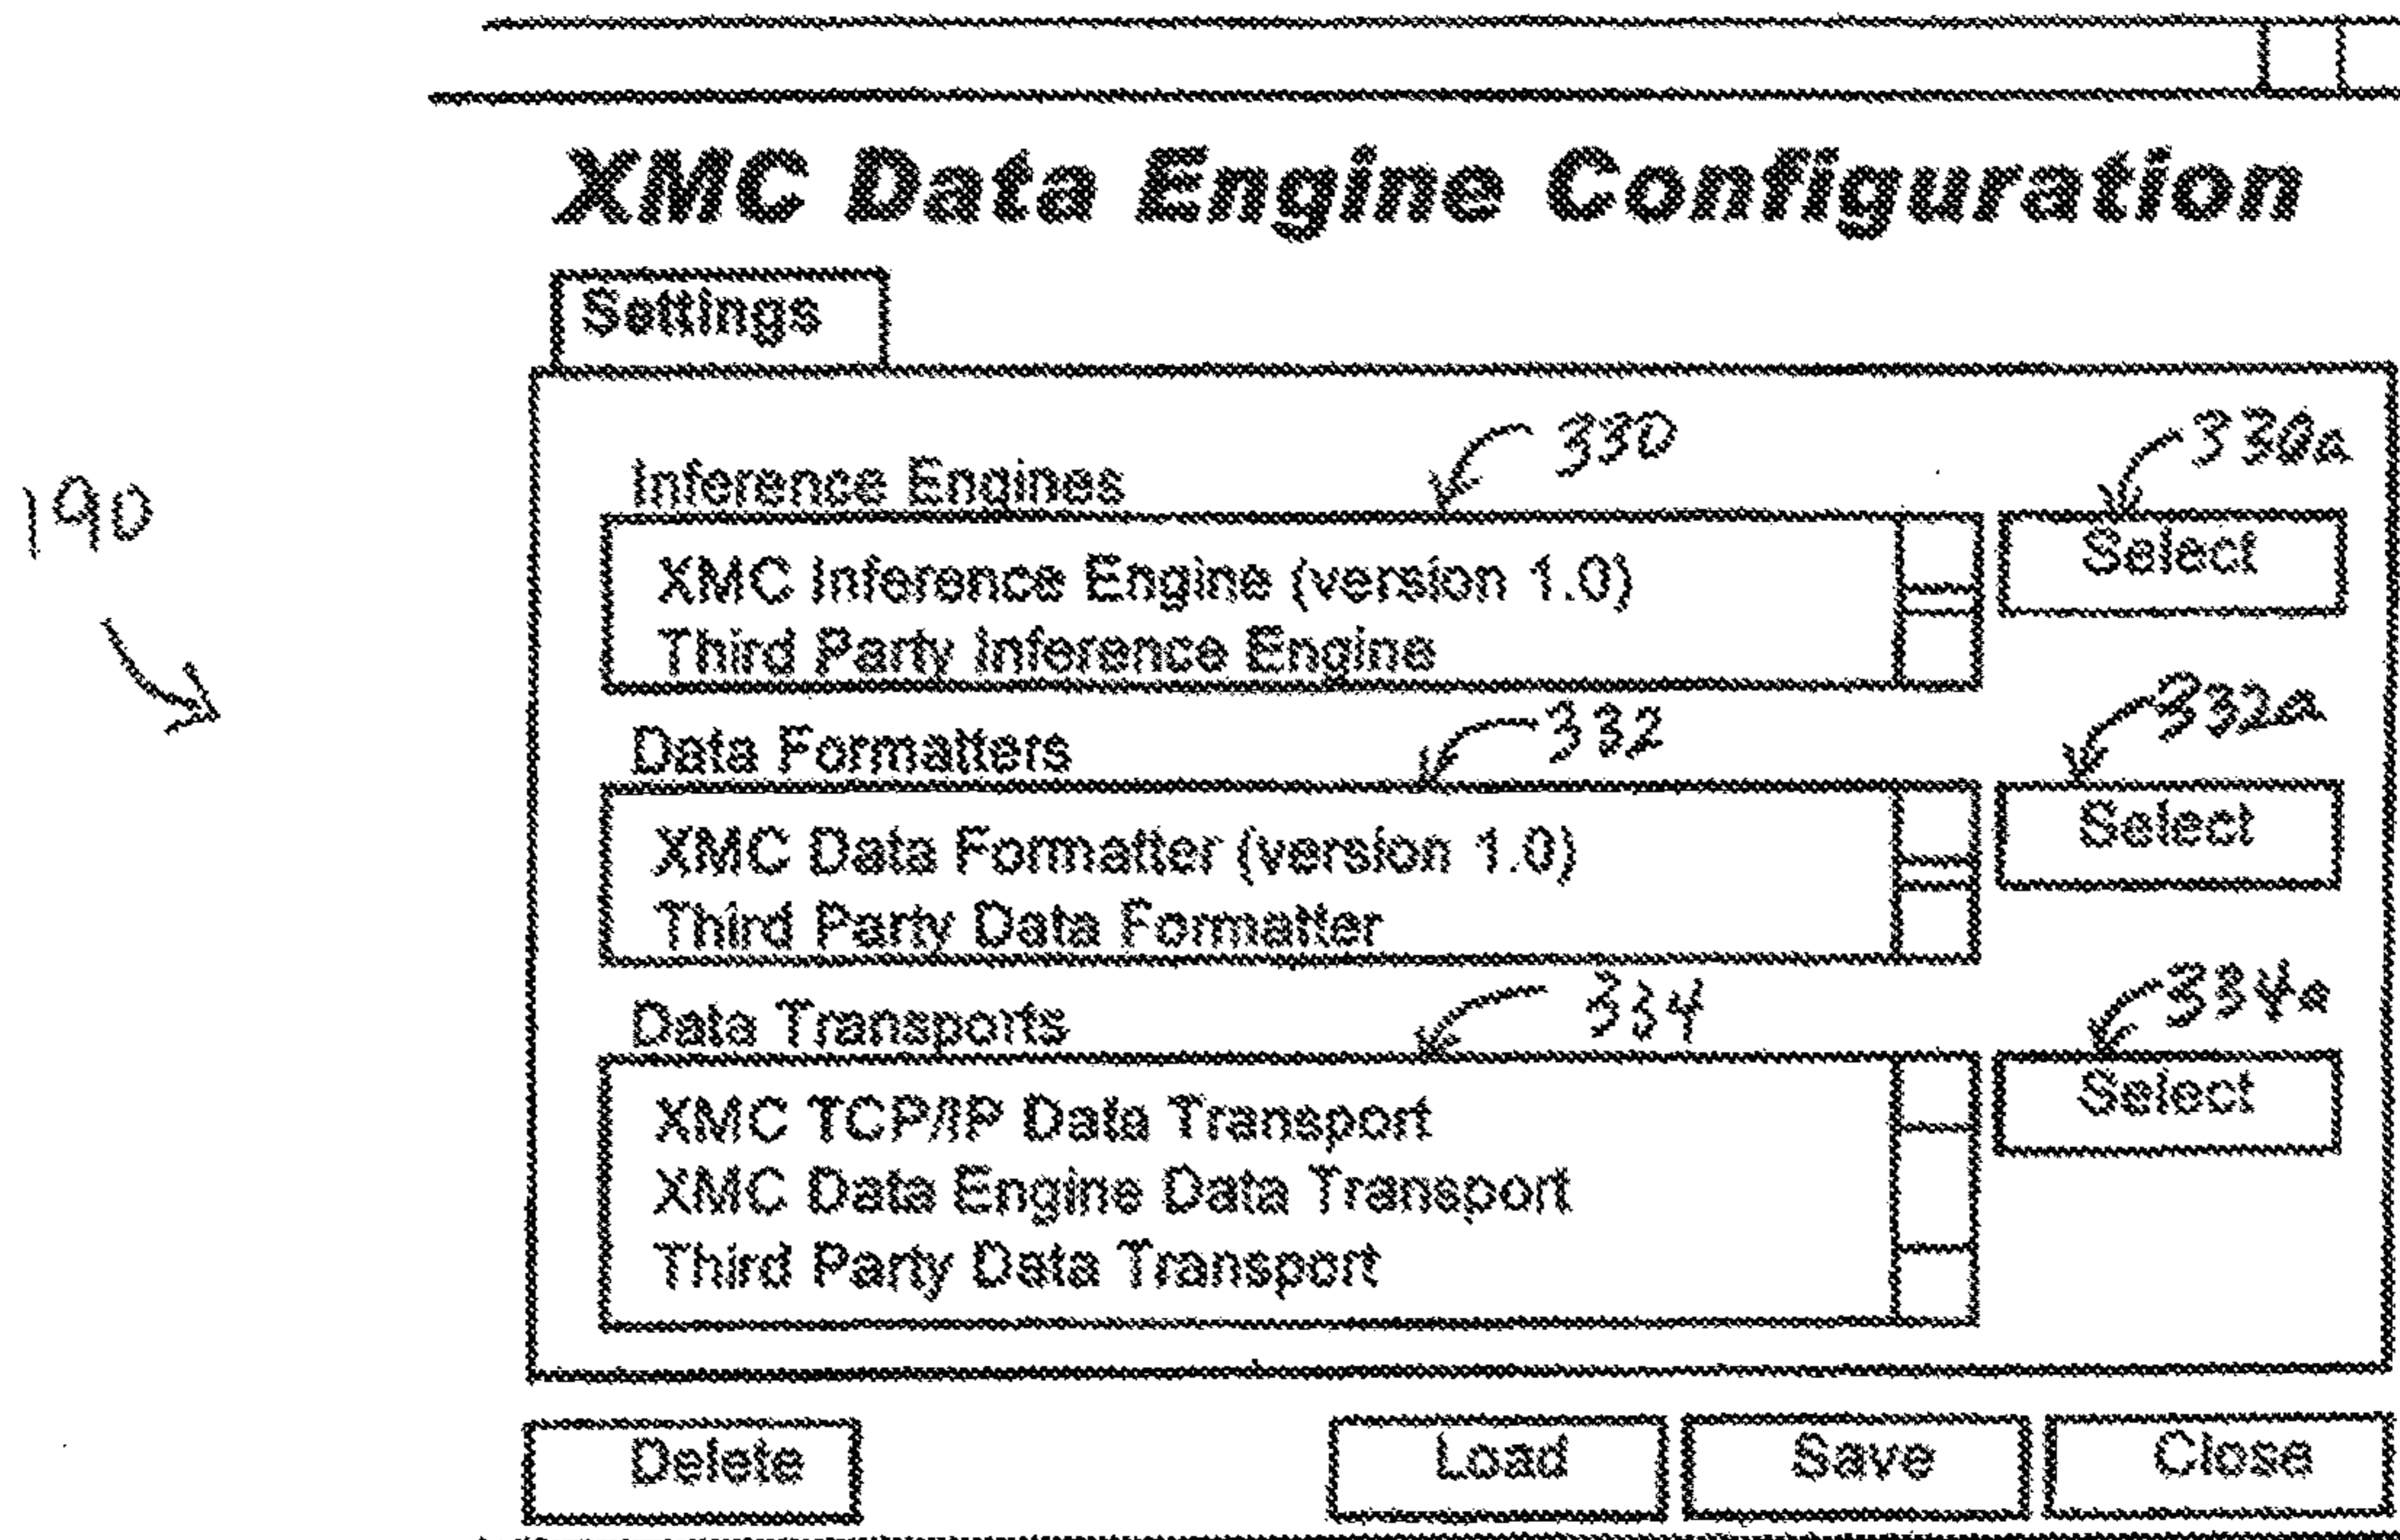 XMC Data Engine Configuration
Settings
330
330a
Inference Engines
190
XMC Inference Engine (version 1.0)
Select
Third Party Inference Engine
332
332a
Data Formatters
XMC Data Formatter (version 1.0)
Select
Third Party Data Formatter
334
334a
Data Transports
XMC TCP/IP Data Transport
Select
XMC Data Engine Data Transport
Third Party Data Transport
Delete
Load
Save
Close